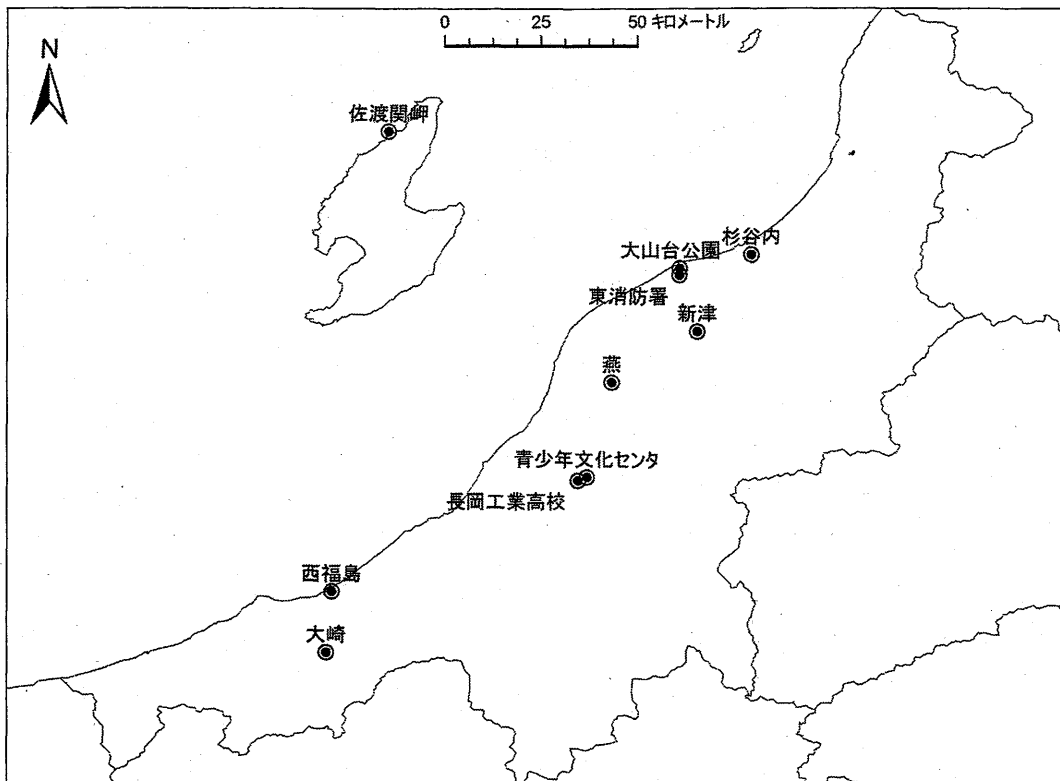 0 25 50 キロメートル
N
佐渡関岬
杉谷内
大山台公園
東消防署
新津
燕
青少年文化センタ
長岡工業高校
西福島
大崎